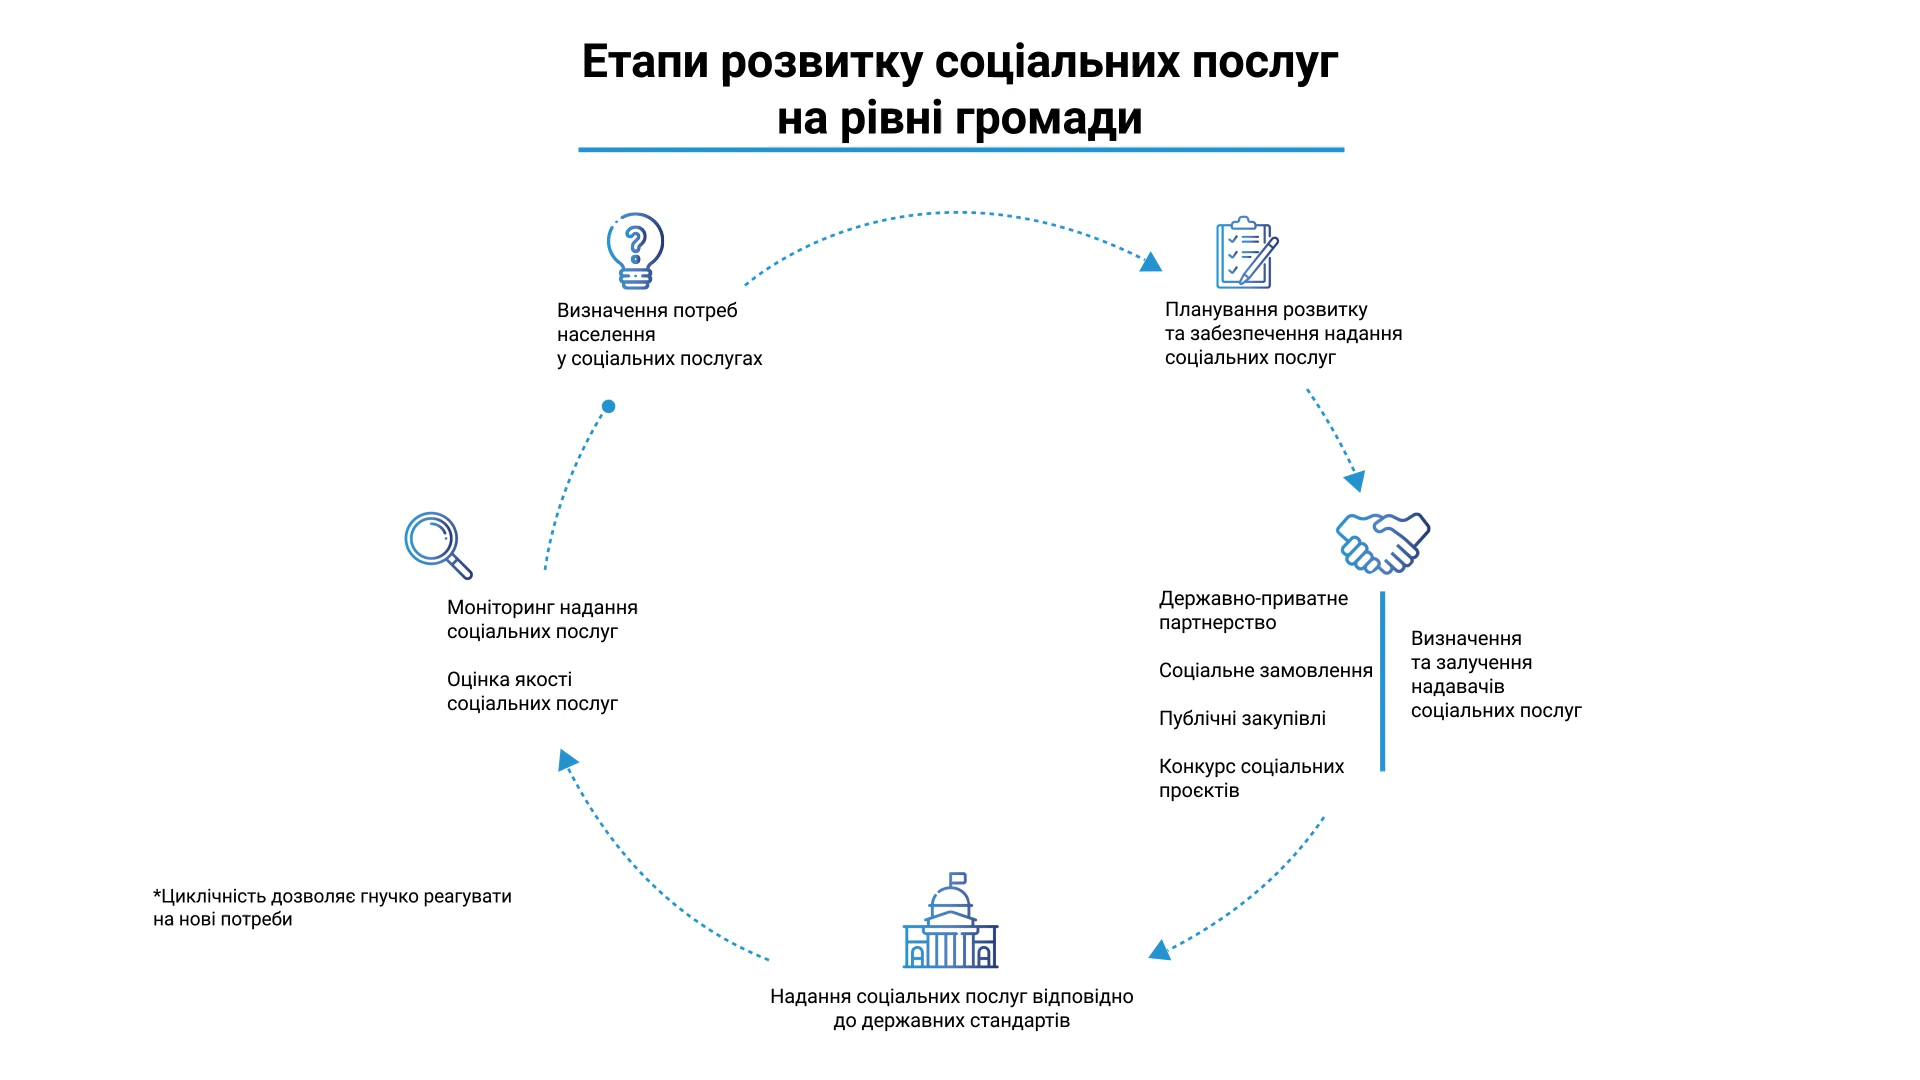 Етапи розвитку соціальних послуг
на рівні громади
Визначення потреб
населення
у соціальних послугах
Планування розвитку
та забезпечення надання
соціальних послуг
Державно-приватне
партнерство
Соціальне замовлення
Публічні закупівлі
Конкурс соціальних
проєктів
Визначення
та залучення
надавачів
соціальних послуг
Надання соціальних послуг відповідно
до державних стандартів
Моніторинг надання
соціальних послуг
Оцінка якості
соціальних послуг
*Циклічність дозволяє гнучко реагувати
на нові потреби